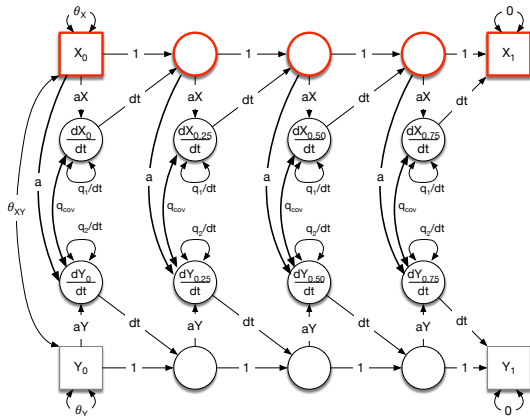 θX 0
X0 1 1 1 1 X1
aX dt aX dt aX dt aX dt
dX0 dX0.25 dX0.50 dX0.75
dt dt dt dt
q1/dt q1/dt q1/dt q1/dt
a a a a
θXY qcov qcov qcov qcov
q2/dt q2/dt q2/dt q2/dt
dY0 dY0.25 dY0.50 dY0.75
dt dt dt dt
aY dt aY dt aY dt aY dt
Y0 1 1 1 1 Y1
θY 0